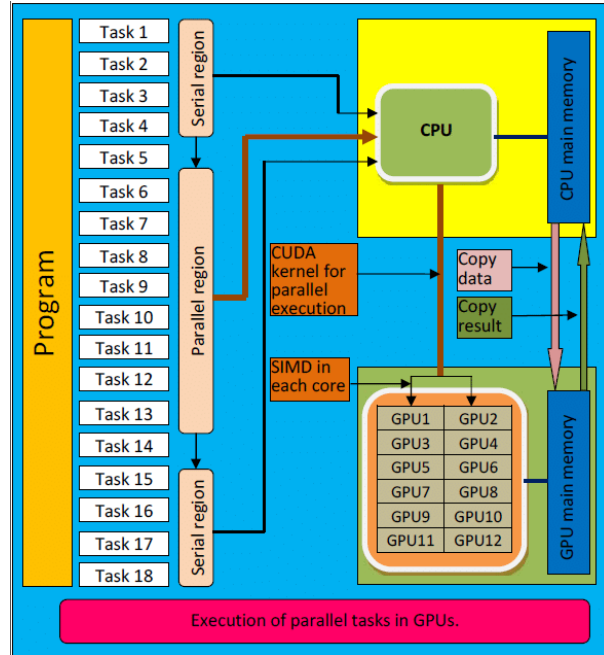 Program
Task 1
Task 2
Task 3
Task 4
Task 5
Task 6
Task 7
Task 8
Task 9
Task 10
Task 11
Task 12
Task 13
Task 14
Task 15
Task 16
Task 17
Task 18
Serial region
Parallel region
Serial region
CPU
CPU main memory
CUDA
kernel for
parallel
execution
Copy
data
Copy
result
SIMD in
each core
GPU1 GPU2
GPU3 GPU4
GPU5 GPU6
GPU7 GPU8
GPU9 GPU10
GPU11 GPU12
GPU main memory
Execution of parallel tasks in GPUs.